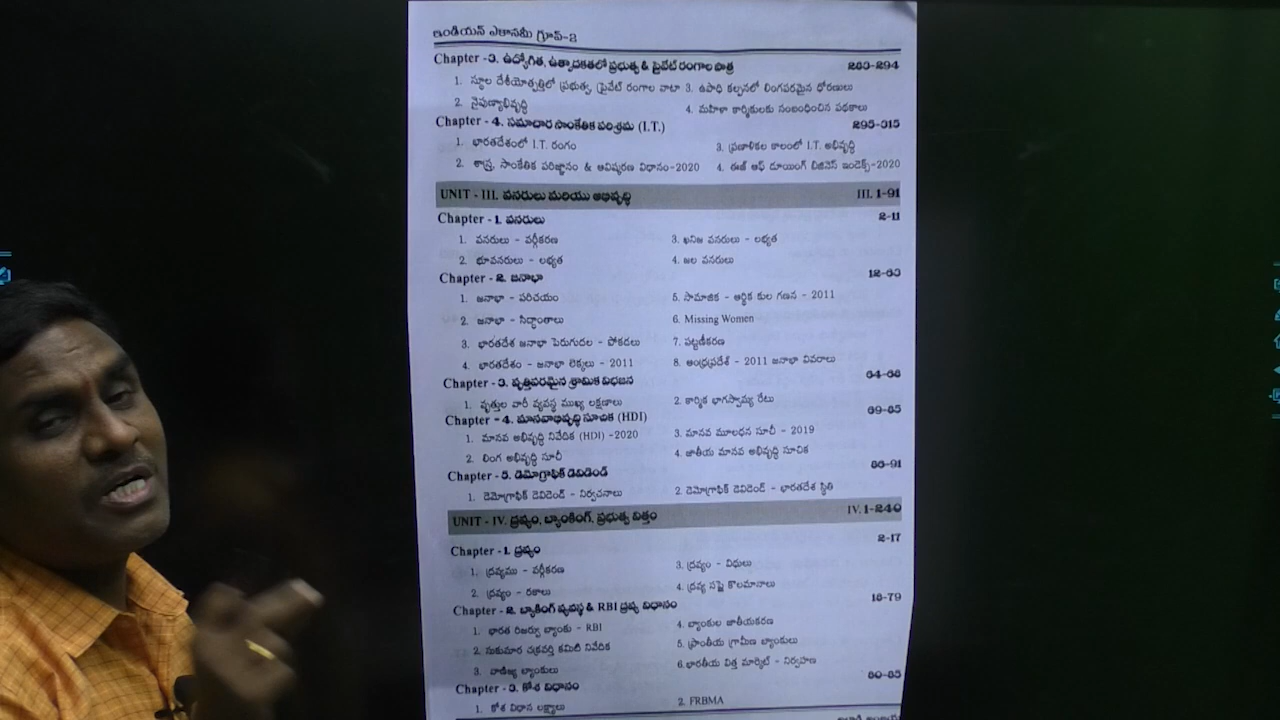 ఇండియన్ ఎకానమీ గ్రూప్-2
Chapter -3. ఉద్యోగిత, ఉత్పాదకతలో ప్రభుత్వ & ప్రైవేట్ రంగాల పాత్ర 263-294
1. స్థూల దేశీయోత్పత్తిలో ప్రభుత్వ, ప్రైవేట్ రంగాల వాటా 3. ఉపాధి కల్పనలో లింగపరమైన ధోరణులు
2. నైపుణ్యాభివృద్ధి 4. మహిళా కార్మికులకు సంబంధించిన పథకాలు
Chapter - 4. సమాచార సాంకేతిక పరిశ్రమ (I.T.) 295-315
1. భారతదేశంలో I.T. రంగం 3. ప్రణాళికల కాలంలో I.T. అభివృద్ధి
2. శాస్త్ర, సాంకేతిక పరిజ్ఞానం & ఆవిష్కరణ విధానం-2020 4. ఈజ్ ఆఫ్ డూయింగ్ బిజినెస్ ఇండెక్స్-2020
UNIT - III. వనరులు మరియు అభివృద్ధి III. 1-91
Chapter - 1. వనరులు 2-11
1. వనరులు - వర్గీకరణ 3. ఖనిజ వనరులు - లభ్యత
2. భూవనరులు - లభ్యత 4. జల వనరులు
Chapter - 2. జనాభా 12-63
1. జనాభా - పరిచయం 5. సామాజిక - ఆర్థిక కుల గణన - 2011
2. జనాభా - సిద్ధాంతాలు 6. Missing Women
3. భారతదేశ జనాభా పెరుగుదల - పోకడలు 7. పట్టణీకరణ
4. భారతదేశం - జనాభా లెక్కలు - 2011 8. ఆంధ్రప్రదేశ్ - 2011 జనాభా వివరాలు
Chapter - 3. వృత్తిపరమైన శ్రామిక విభజన 64-68
1. వృత్తుల వారీ వ్యవస్థ ముఖ్య లక్షణాలు 2. కార్మిక భాగస్వామ్య రేటు
Chapter - 4. మానవాభివృద్ధి సూచిక (HDI) 69-85
1. మానవ అభివృద్ధి నివేదిక (HDI) -2020 3. మానవ మూలధన సూచీ - 2019
2. లింగ అభివృద్ధి సూచీ 4. జాతీయ మానవ అభివృద్ధి సూచిక
Chapter - 5. డెమోగ్రాఫిక్ డివిడెండ్ 86-91
1. డెమోగ్రాఫిక్ డెవిడెండ్ - నిర్వచనాలు 2. డెమోగ్రాఫిక్ డెవిడెండ్ - భారతదేశ స్థితి
UNIT - IV. ద్రవ్యం, బ్యాంకింగ్, ప్రభుత్వ విత్తం IV. 1-240
Chapter - 1. ద్రవ్యం 2-17
1. ద్రవ్యము - వర్గీకరణ 3. ద్రవ్యం - విధులు
2. ద్రవ్యం - రకాలు 4. ద్రవ్య సప్లై కొలమానాలు
Chapter - 2. బ్యాకింగ్ వ్యవస్థ & RBI ద్రవ్య విధానం 18-79
1. భారత రిజర్వు బ్యాంకు - RBI 4. బ్యాంకుల జాతీయకరణ
2. సుకుమార చక్రవర్తి కమిటీ నివేదిక 5. ప్రాంతీయ గ్రామీణ బ్యాంకులు
3. వాణిజ్య బ్యాంకులు 6. భారతీయ విత్త మార్కెట్ - నిర్వహణ
Chapter - 3. కోశ విధానం 80-85
1. కోశ విధాన లక్ష్యాలు 2. FRBMA